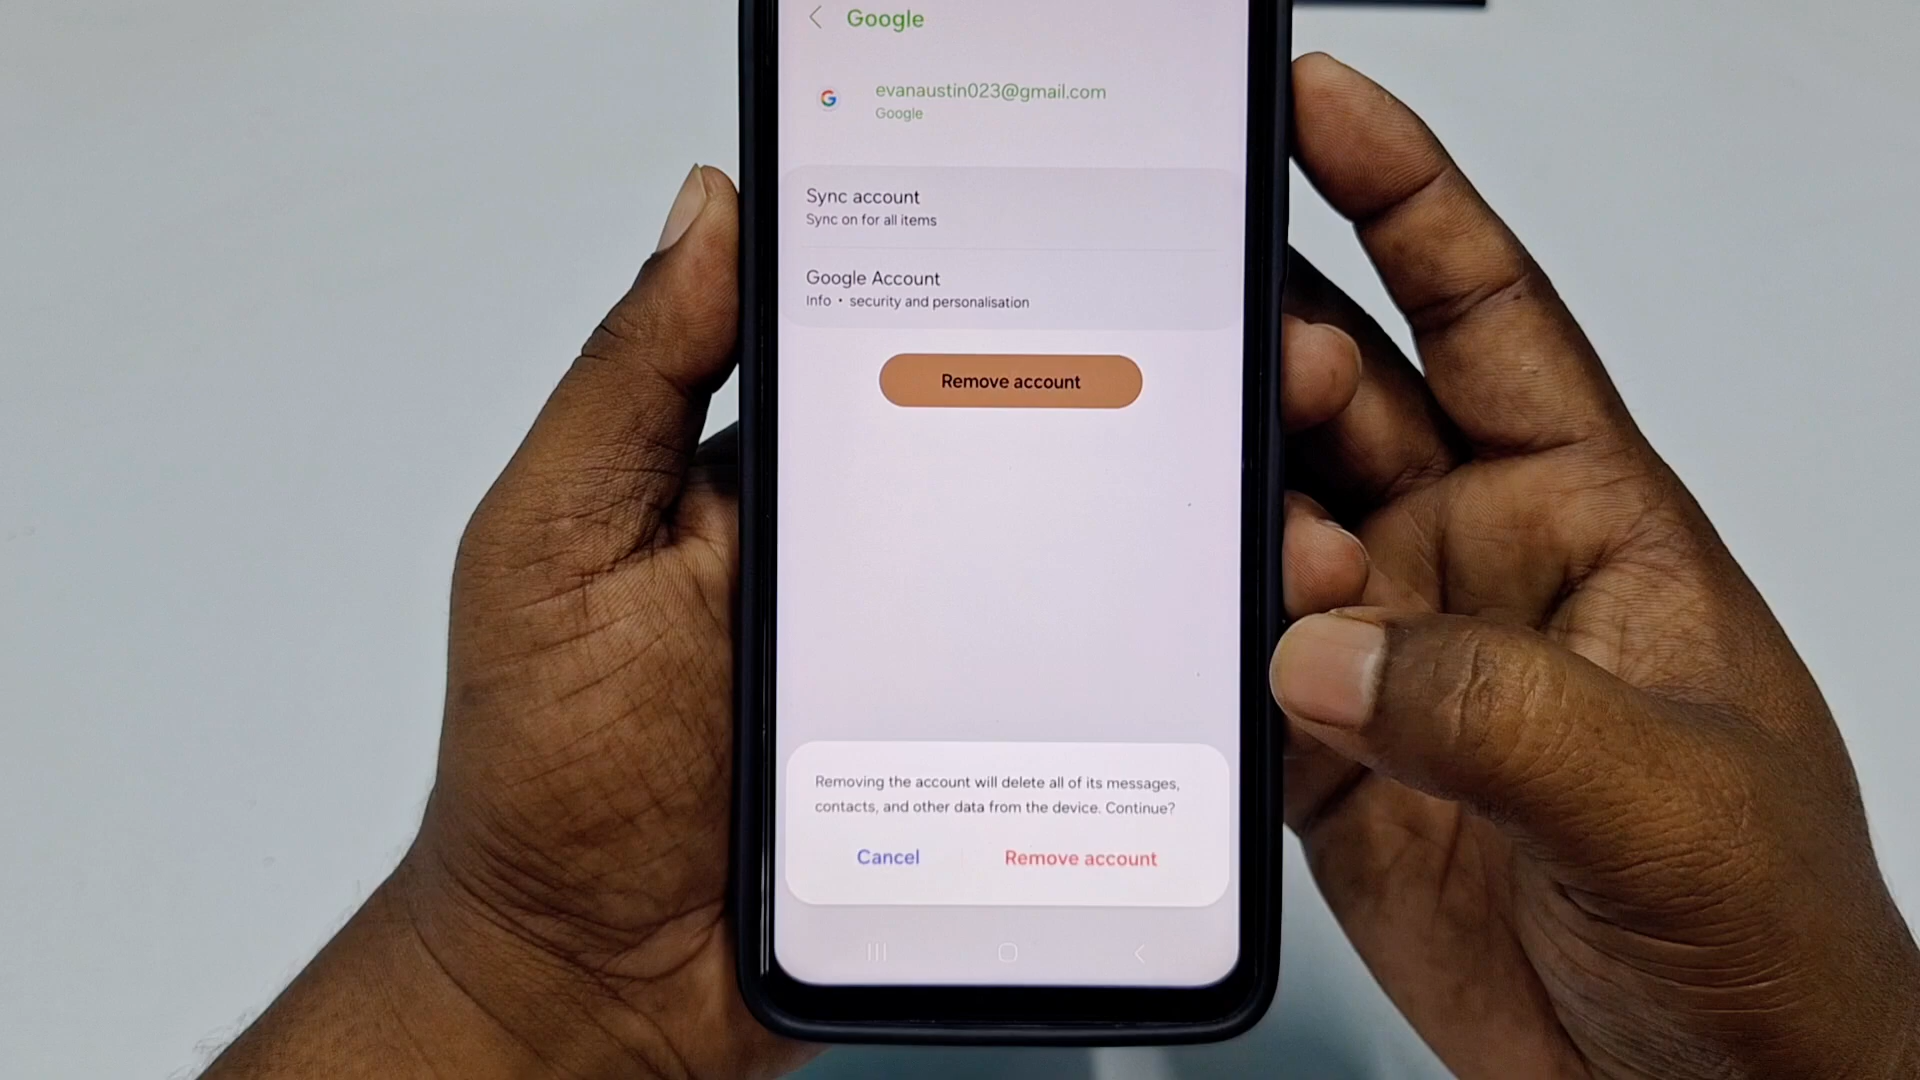 Google
evanaustin023@gmail.com
Google
Sync account
Sync on for all items
Google Account
Info • security and personalisation
Remove account
Removing the account will delete all of its messages,
contacts, and other data from the device. Continue?
Cancel
Remove account